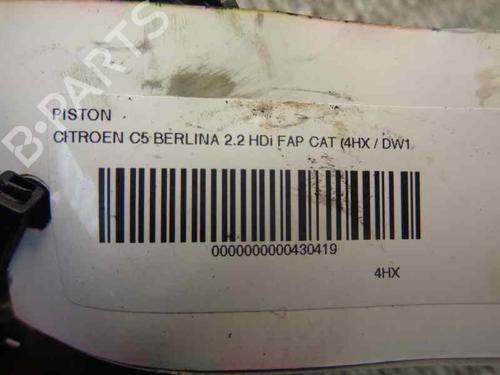 B-PARTS
PISTON
CITROEN C5 BERLINA 2.2 HDi FAP CAT (4HX / DW1
0000000000430419
4HX